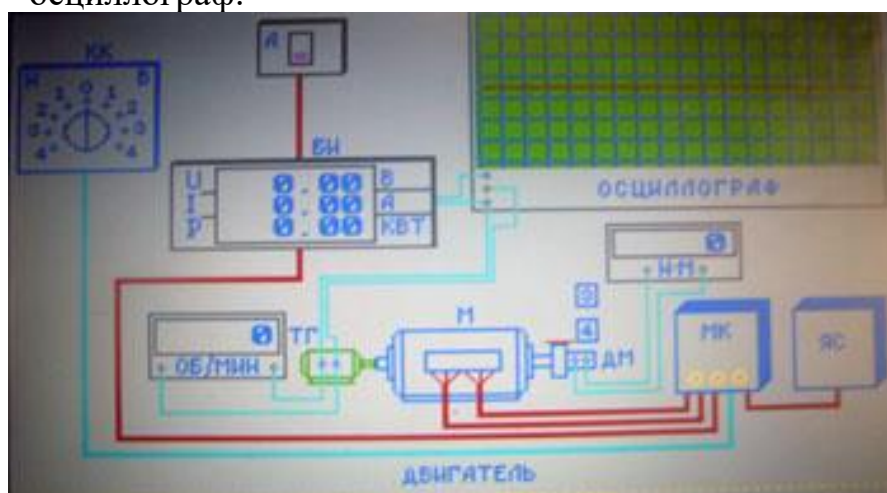 осциллограф.
КК
Н В
0
1 1
2 2
3 3
4 4
А
БИ
U 0.00 В
I 0.00 А
P 0.00 КВТ
ОСЦИЛЛОГРАФ
0
Н·М
0 ТГ
ОБ/МИН
М
4
ДМ
МК
ЯС
ДВИГАТЕЛЬ